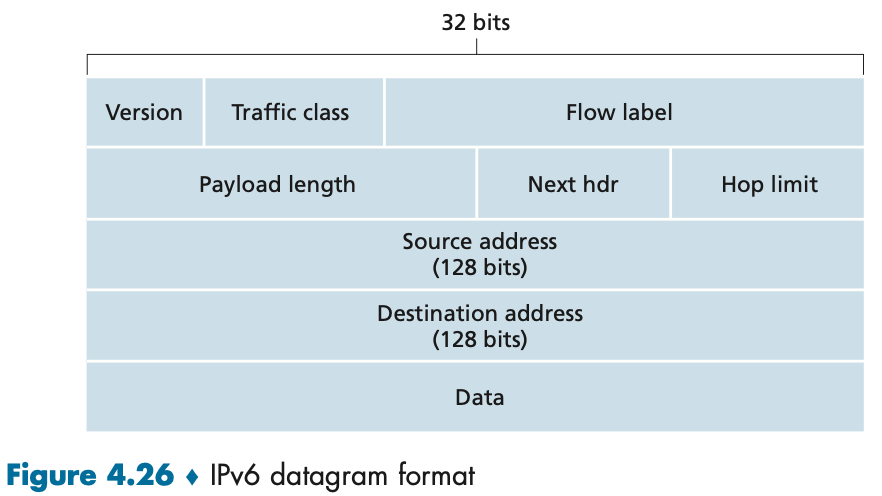 32 bits
Version Traffic class Flow label
Payload length Next hdr Hop limit
Source address
(128 bits)
Destination address
(128 bits)
Data
Figure 4.26 ♦ IPv6 datagram format